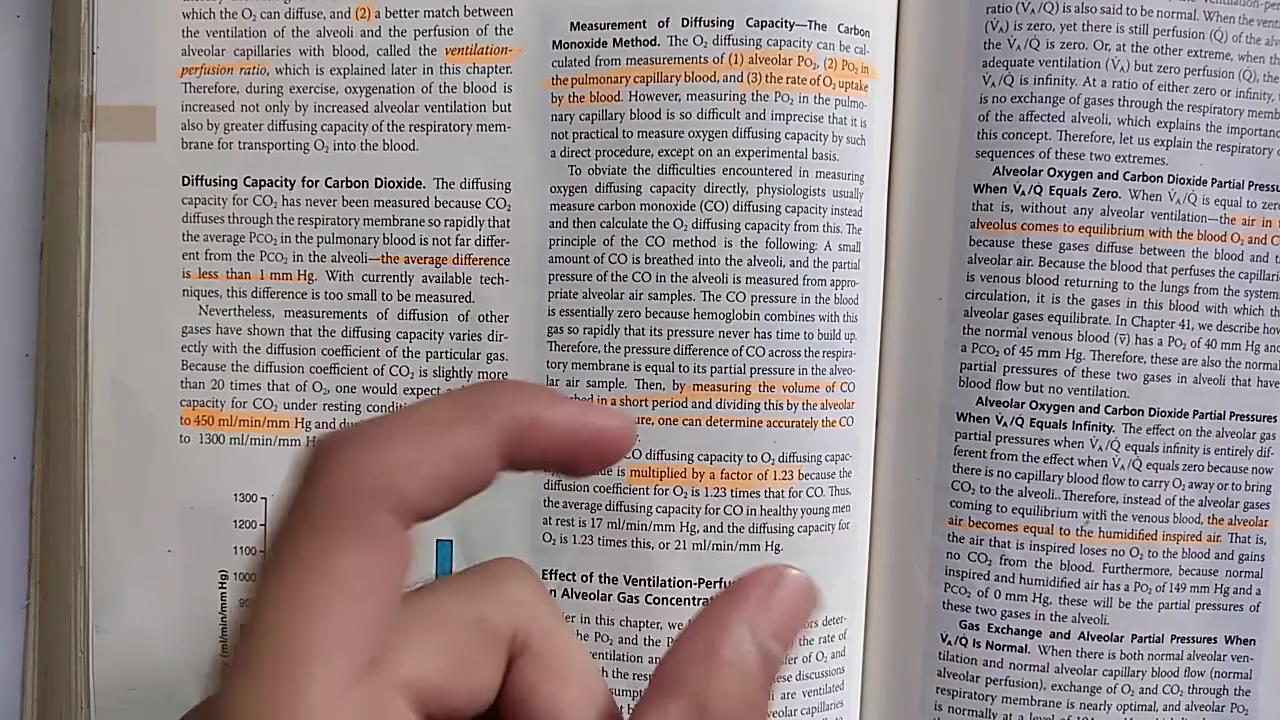 which the O2 can diffuse, and (2) a better match between
the ventilation of the alveoli and the perfusion of the
alveolar capillaries with blood, called the ventilation-
perfusion ratio, which is explained later in this chapter.
Therefore, during exercise, oxygenation of the blood is
increased not only by increased alveolar ventilation but
also by greater diffusing capacity of the respiratory mem-
brane for transporting O2 into the blood.
Diffusing Capacity for Carbon Dioxide. The diffusing
capacity for CO2 has never been measured because CO2
diffuses through the respiratory membrane so rapidly that
the average PCO2 in the pulmonary blood is not far differ-
ent from the PCO2 in the alveoli—the average difference
is less than 1 mm Hg. With currently available tech-
niques, this difference is too small to be measured.
Nevertheless, measurements of diffusion of other
gases have shown that the diffusing capacity varies dir-
ectly with the diffusion coefficient of the particular gas.
Because the diffusion coefficient of CO2 is slightly more
than 20 times that of O2, one would expect
capacity for CO2 under resting
to 450 ml/min/mm Hg and
to 1300 ml/min/mm
1300
1200
1100
1000
(ml/min/mm Hg)
Measurement of Diffusing Capacity—The Carbon
Monoxide Method. The O2 diffusing capacity can be cal-
culated from measurements of (1) alveolar PO2, (2) PO2 in
the pulmonary capillary blood, and (3) the rate of O2 uptake
by the blood. However, measuring the PO2 in the pulmo-
nary capillary blood is so difficult and imprecise that it is
not practical to measure oxygen diffusing capacity by such
a direct procedure, except on an experimental basis.
To obviate the difficulties encountered in measuring
oxygen diffusing capacity directly, physiologists usually
measure carbon monoxide (CO) diffusing capacity instead
and then calculate the O2 diffusing capacity from this. The
principle of the CO method is the following: A small
amount of CO is breathed into the alveoli, and the partial
pressure of the CO in the alveoli is measured from appro-
priate alveolar air samples. The CO pressure in the blood
is essentially zero because hemoglobin combines with this
gas so rapidly that its pressure never has time to build up.
Therefore, the pressure difference of CO across the respira-
tory membrane is equal to its partial pressure in the alveo-
lar air sample. Then, by measuring the volume of CO
in a short period and dividing this by the alveolar
one can determine accurately the CO
CO diffusing capacity to O2 diffusing capac-
is multiplied by a factor of 1.23 because the
diffusion coefficient for O2 is 1.23 times that for CO. Thus,
the average diffusing capacity for CO in healthy young men
at rest is 17 ml/min/mm Hg, and the diffusing capacity for
O2 is 1.23 times this, or 21 ml/min/mm Hg.
Effect of the
Alveolar Gas
in this chapter, we
PO2 and the
the rate of
of O2 and
discussions
are ventilated
capillaries
ratio (V̇A/Q̇) is also said to be normal. When the
(V̇A) is zero, yet there is still perfusion (Q̇) of the
the V̇A/Q̇ is zero. Or, at the other extreme, when
adequate ventilation (V̇A) but zero perfusion (Q̇), the
V̇A/Q̇ is infinity. At a ratio of either zero or infinity,
is no exchange of gases through the respiratory
of the affected alveoli, which explains the
this concept. Therefore, let us explain the respiratory
sequences of these two extremes.
Alveolar Oxygen and Carbon Dioxide Partial
When V̇A/Q̇ Equals Zero. When V̇A/Q̇ is equal to
that is, without any alveolar ventilation—the air in
alveolus comes to equilibrium with the blood O2 and
because these gases diffuse between the blood and
alveolar air. Because the blood that perfuses the
is venous blood returning to the lungs from the
circulation, it is the gases in this blood with which
alveolar gases equilibrate. In Chapter 41, we describe
the normal venous blood (v̄) has a PO2 of 40 mm Hg and
a PCO2 of 45 mm Hg. Therefore, these are also the normal
partial pressures of these two gases in alveoli that have
blood flow but no ventilation.
Alveolar Oxygen and Carbon Dioxide Partial Pressures
When V̇A/Q̇ Equals Infinity. The effect on the alveolar gas
partial pressures when V̇A/Q̇ equals infinity is entirely dif-
ferent from the effect when V̇A/Q̇ equals zero because now
there is no capillary blood flow to carry O2 away or to bring
CO2 to the alveoli. Therefore, instead of the alveolar gases
coming to equilibrium with the venous blood, the alveolar
air becomes equal to the humidified inspired air. That is,
the air that is inspired loses no O2 to the blood and gains
no CO2 from the blood. Furthermore, because normal
inspired and humidified air has a PO2 of 149 mm Hg and a
PCO2 of 0 mm Hg, these will be the partial pressures of
these two gases in the alveoli.
Gas Exchange and Alveolar Partial Pressures When
V̇A/Q̇ Is Normal. When there is both normal alveolar ven-
tilation and normal alveolar capillary blood flow (normal
alveolar perfusion), exchange of O2 and CO2 through the
respiratory membrane is nearly optimal, and alveolar PO2
is normally at a level of